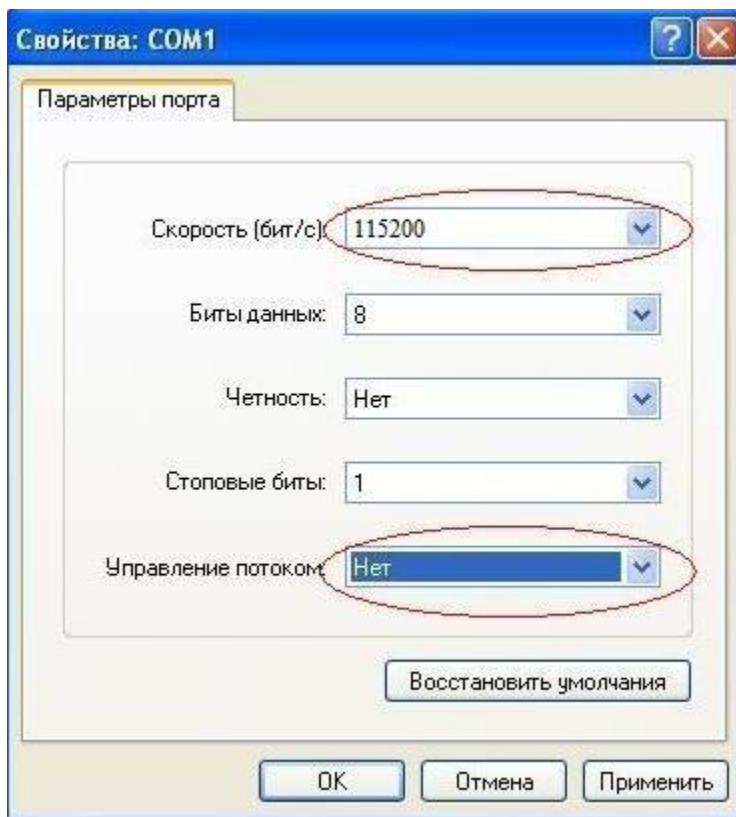 Свойства: COM1
Параметры порта
Скорость (бит/с) 115200
Биты данных: 8
Четность: Нет
Стоповые биты: 1
Управление потоком Нет
Восстановить умолчания
ОК Отмена Применить